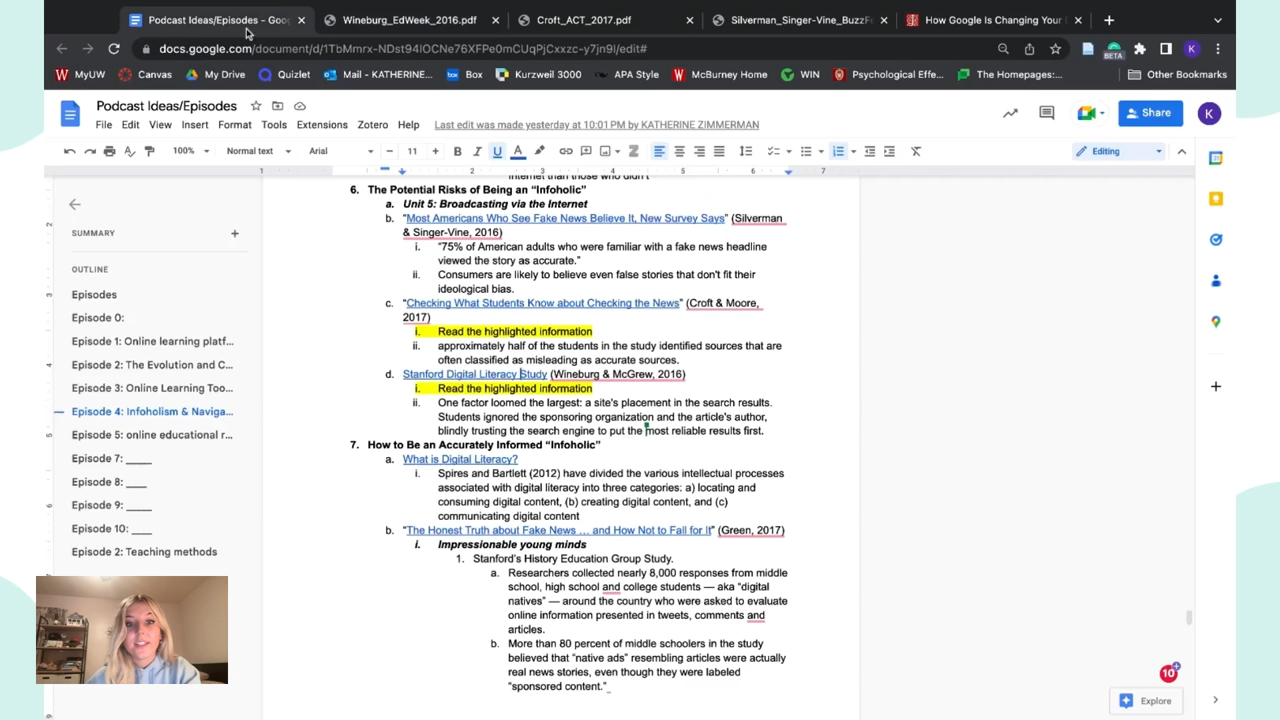 Podcast Ideas/Episodes - Goog
Wineburg_EdWeek_2016.pdf
Croft_ACT_2017.pdf
Silverman_Singer-Vine_BuzzFe
How Google Is Changing Your
docs.google.com/document/d/1TbMmrx-NDst94IOCNe76XFPe0mCUqPjCxxzc-y7jn9I/edit#
BETA
K
MyUW
Canvas
My Drive
Quizlet
Mail - KATHERINE...
Box
Kurzweil 3000
APA Style
McBurney Home
WIN
Psychological Effe...
The Homepages:...
Other Bookmarks
Podcast Ideas/Episodes
File Edit View Insert Format Tools Extensions Zotero Help
Last edit was made yesterday at 10:01 PM by KATHERINE ZIMMERMAN
Share
K
100% Normal text Arial 11 B I U A
Editing
1 1 2 3 4 5 6 7
SUMMARY
OUTLINE
Episodes
Episode 0:
Episode 1: Online learning platf...
Episode 2: The Evolution and C...
Episode 3: Online Learning Too...
Episode 4: Infoholism & Naviga...
Episode 5: online educational r...
Episode 7: ____
Episode 8: ____
Episode 9: ____
Episode 10: ____
Episode 2: Teaching methods
internet than those who didn't
6. The Potential Risks of Being an “Infoholic”
a. Unit 5: Broadcasting via the Internet
b. “Most Americans Who See Fake News Believe It, New Survey Says” (Silverman
& Singer-Vine, 2016)
i. “75% of American adults who were familiar with a fake news headline
viewed the story as accurate.”
ii. Consumers are likely to believe even false stories that don't fit their
ideological bias.
c. “Checking What Students Know about Checking the News” (Croft & Moore,
2017)
i. Read the highlighted information
ii. approximately half of the students in the study identified sources that are
often classified as misleading as accurate sources.
d. Stanford Digital Literacy Study (Wineburg & McGrew, 2016)
i. Read the highlighted information
ii. One factor loomed the largest: a site's placement in the search results.
Students ignored the sponsoring organization and the article's author,
blindly trusting the search engine to put the most reliable results first.
7. How to Be an Accurately Informed “Infoholic”
a. What is Digital Literacy?
i. Spires and Bartlett (2012) have divided the various intellectual processes
associated with digital literacy into three categories: a) locating and
consuming digital content, (b) creating digital content, and (c)
communicating digital content
b. “The Honest Truth about Fake News … and How Not to Fall for It” (Green, 2017)
i. Impressionable young minds
1. Stanford's History Education Group Study.
a. Researchers collected nearly 8,000 responses from middle
school, high school and college students — aka “digital
natives” — around the country who were asked to evaluate
online information presented in tweets, comments and
articles.
b. More than 80 percent of middle schoolers in the study
believed that “native ads” resembling articles were actually
real news stories, even though they were labeled
“sponsored content.”
10
Explore